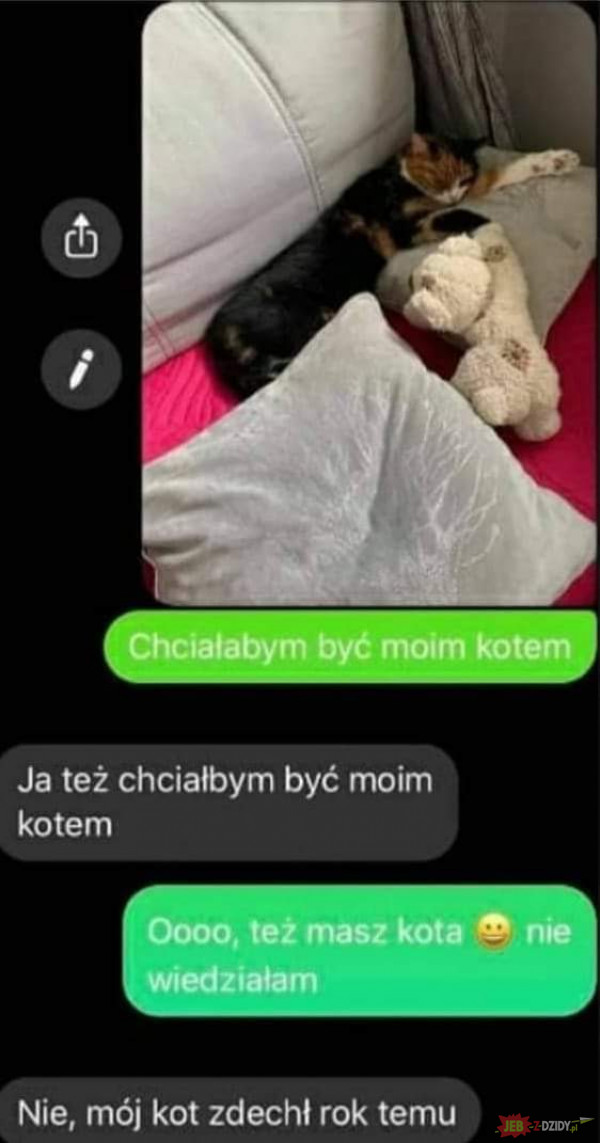 Chciałabym być moim kotem
Ja też chciałbym być moim
kotem
Oooo, też masz kota 😀 nie
wiedziałam
Nie, mój kot zdechł rok temu
JEB-Z-DZIDY.pl